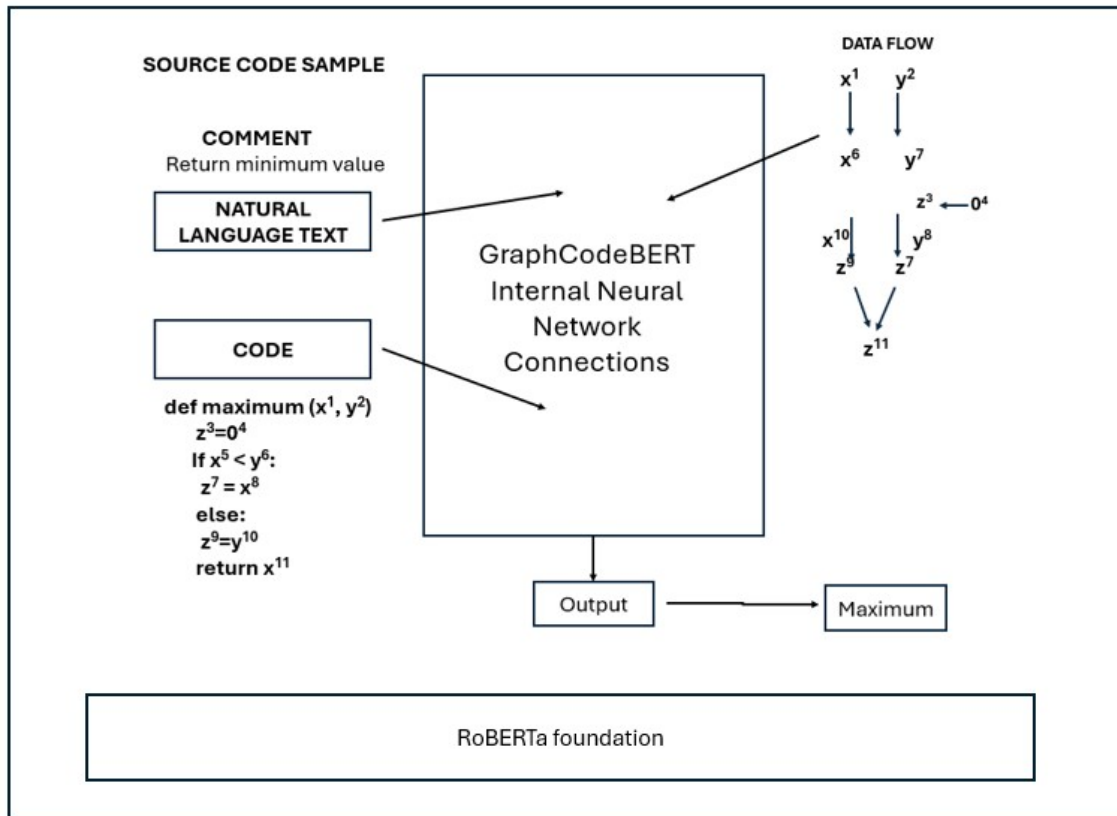 SOURCE CODE SAMPLE
COMMENT
Return minimum value
NATURAL
LANGUAGE TEXT
CODE
def maximum (x¹, y²)
z³=0⁴
If x⁵ < y⁶:
z⁷ = x⁸
else:
z⁹=y¹⁰
return x¹¹
GraphCodeBERT
Internal Neural
Network
Connections
DATA FLOW
x¹ y²
x⁶ y⁷
z³ 0⁴
x¹⁰ y⁸
z⁹ z⁷
z¹¹
Output
Maximum
RoBERTa foundation